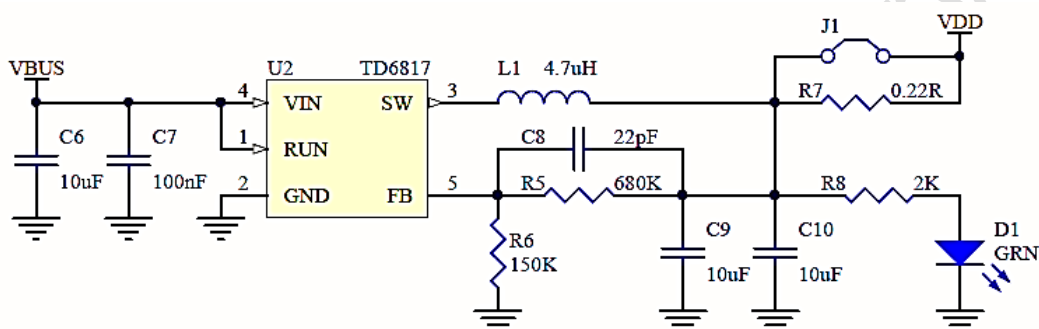 J1
VDD
VBUS
U2
TD6817
L1
4.7uH
4
VIN
SW
3
R7
0.22R
C6
C7
1
RUN
C8
22pF
10uF
100nF
2
GND
FB
5
R5
680K
R8
2K
R6
150K
C9
C10
D1
GRN
10uF
10uF